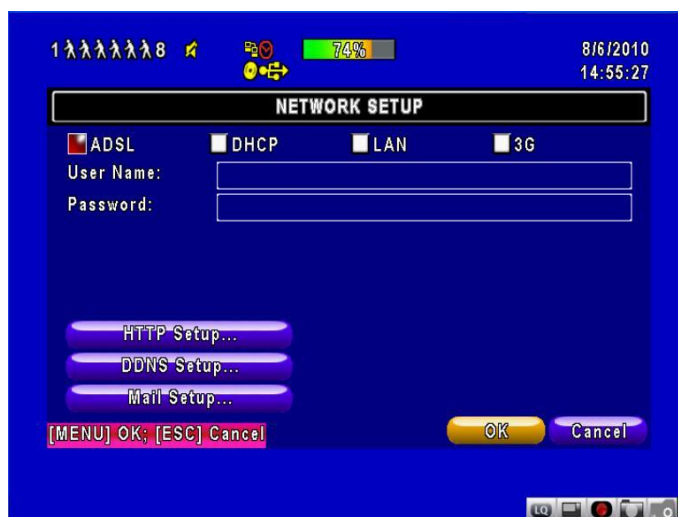 1 8 74% 8/6/2010
14:55:27
NETWORK SETUP
ADSL DHCP LAN 3G
User Name:
Password:
HTTP Setup...
DDNS Setup...
Mail Setup...
[MENU] OK; [ESC] Cancel OK Cancel
LQ